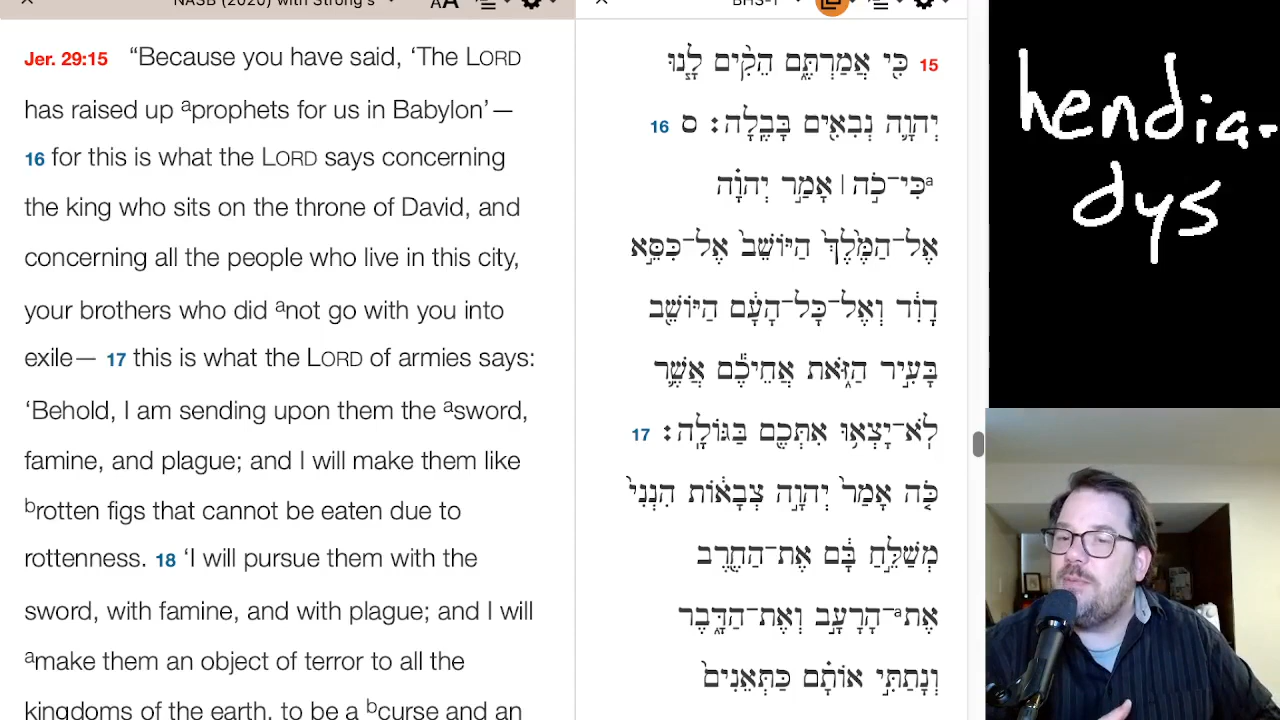 NASB (2020) with Strong's
AA
BHS-T
Jer. 29:15 “Because you have said, ‘The LORD
has raised up aprophets for us in Babylon’—
16 for this is what the LORD says concerning
the king who sits on the throne of David, and
concerning all the people who live in this city,
your brothers who did anot go with you into
exile— 17 this is what the LORD of armies says:
‘Behold, I am sending upon them the asword,
famine, and plague; and I will make them like
brotten figs that cannot be eaten due to
rottenness. 18 ‘I will pursue them with the
sword, with famine, and with plague; and I will
amake them an object of terror to all the
kingdoms of the earth, to be a bcurse and an
15 כִּ֖י אֲמַרְתֶּ֑ם הֵקִ֨ים לָ֧נוּ
יְהוָ֛ה נְבִאִ֖ים בָּבֶֽלָה׃ ס 16
aכִּי־כֹ֣ה ׀ אָמַ֣ר יְהוָ֗ה
אֶל־הַמֶּ֙לֶךְ֙ הַיּוֹשֵׁב֙ אֶל־כִּסֵּ֣א
דָוִ֔ד וְאֶל־כָּל־הָעָ֔ם הַיּוֹשֵׁ֖ב
בָּעִ֣יר הַזֹּ֑את אֲחֵיכֶ֕ם אֲשֶׁ֛ר
לֹֽא־יָצְא֥וּ אִתְּכֶ֖ם בַּגּוֹלָֽה׃ 17
כֹּ֤ה אָמַר֙ יְהוָ֣ה צְבָא֔וֹת הִנְנִי֙
מְשַׁלֵּ֣חַ בָּ֔ם אֶת־הַחֶ֖רֶב
אֶת־aהָרָעָ֣ב וְאֶת־הַדָּ֑בֶר
וְנָתַתִּ֣י אוֹתָ֗ם כַּתְּאֵנִים֙
hendia-
dys